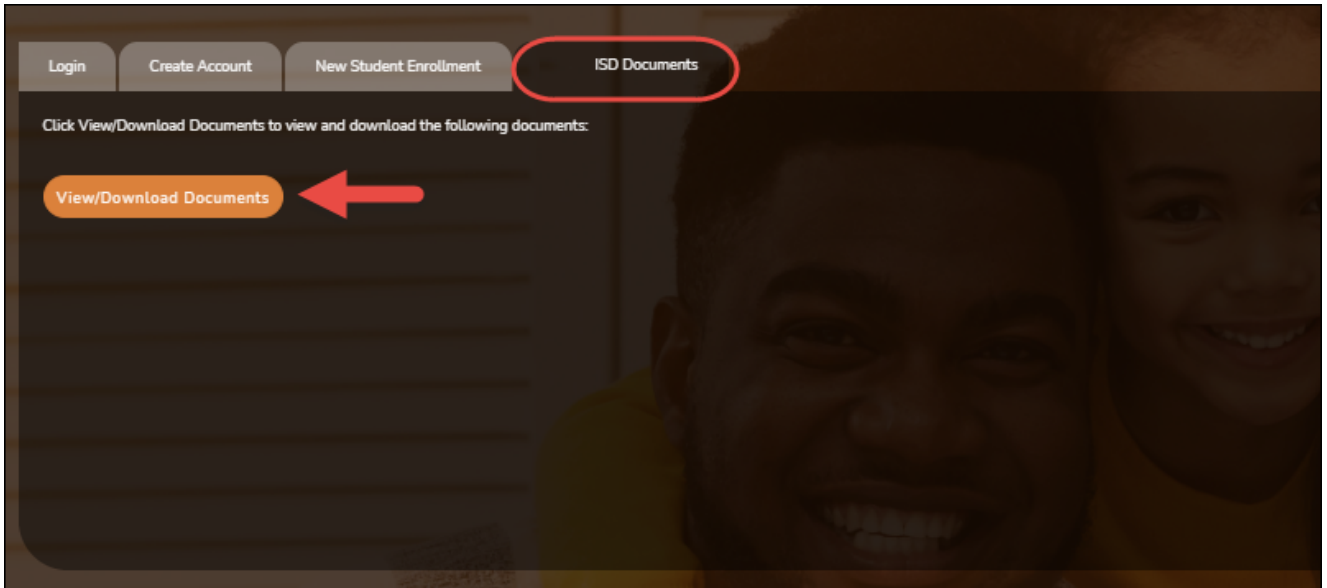 Login Create Account New Student Enrollment ISD Documents
Click View/Download Documents to view and download the following documents:
View/Download Documents